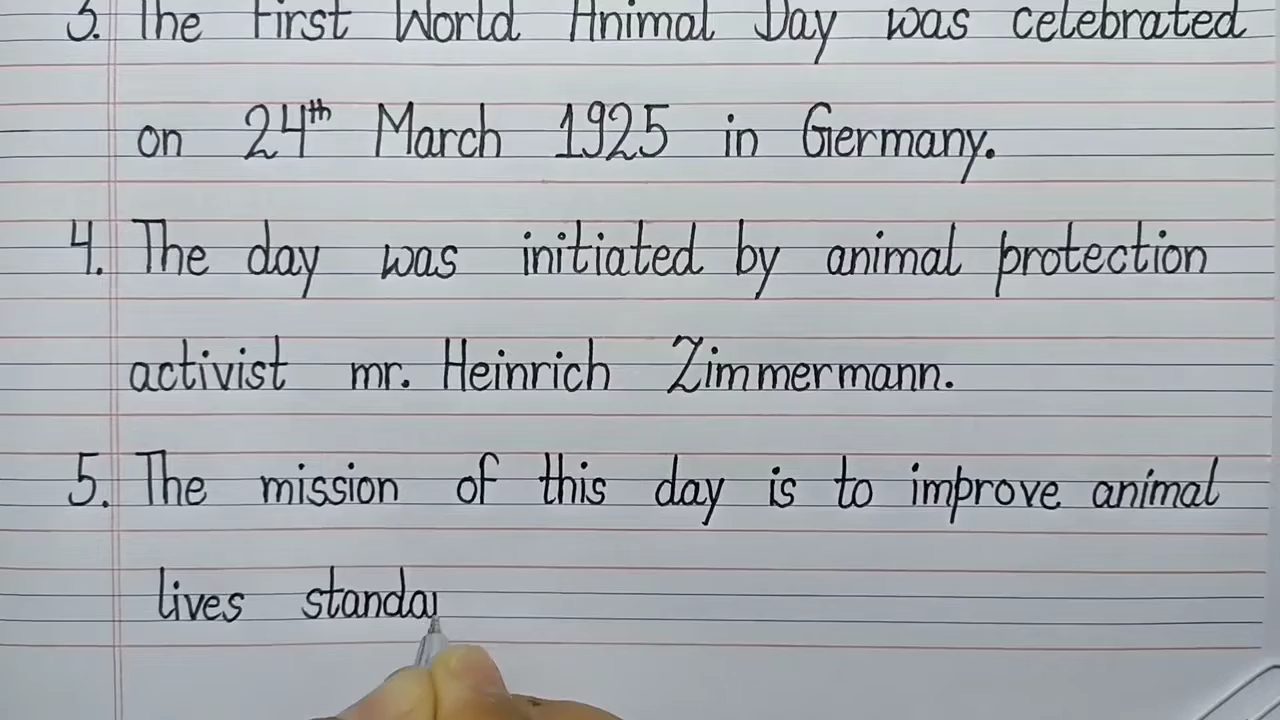 3. The First World Animal Day was celebrated
on 24th March 1925 in Germany.
4. The day was initiated by animal protection
activist mr. Heinrich Zimmermann.
5. The mission of this day is to improve animal
lives standa